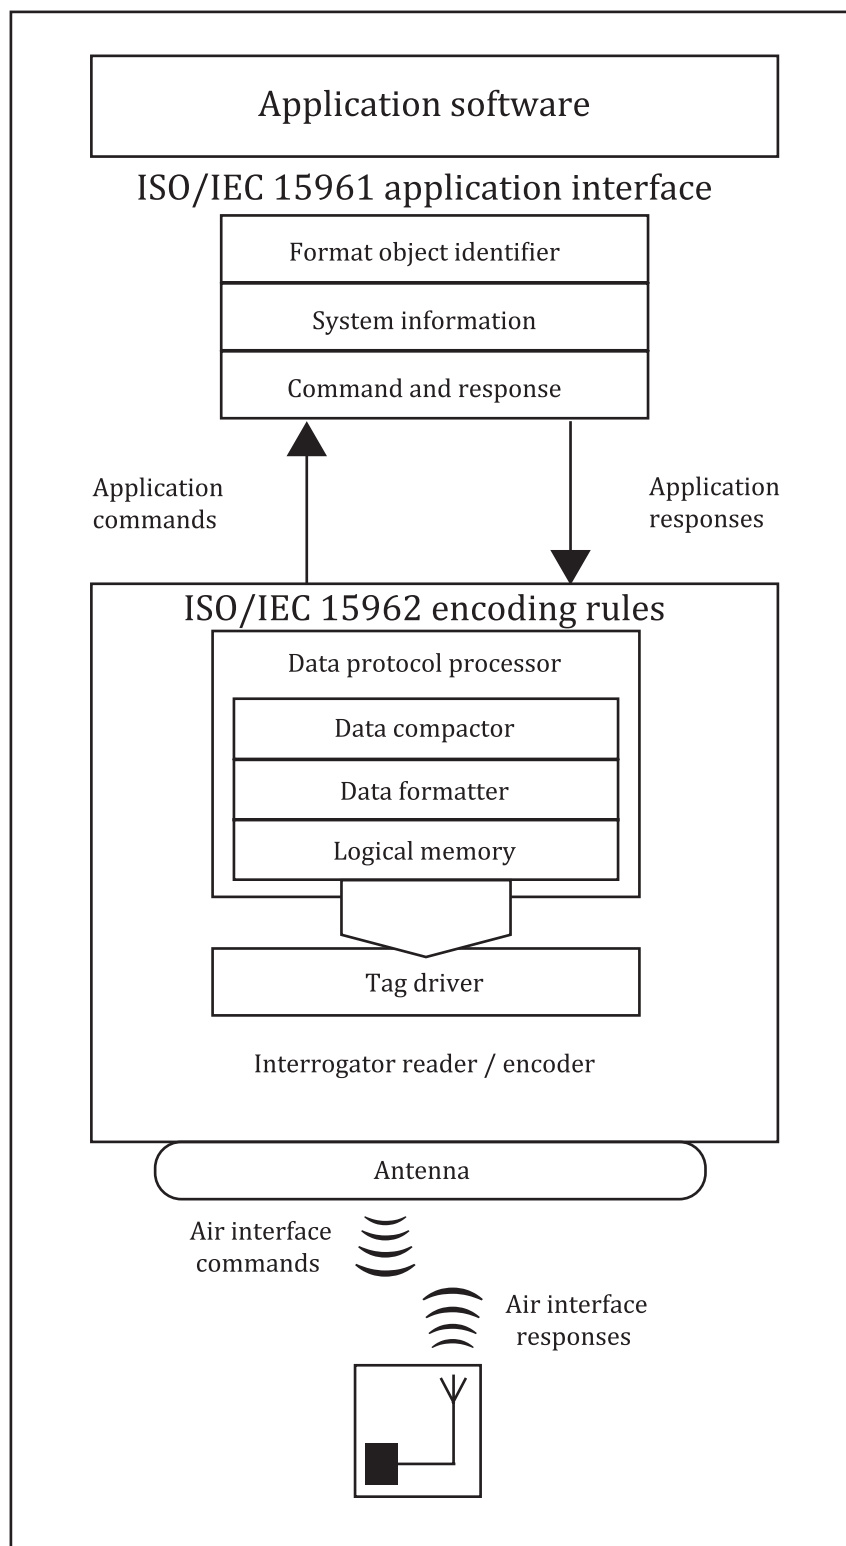 Application software
ISO/IEC 15961 application interface
Format object identifier
System information
Command and response
Application
commands
Application
responses
ISO/IEC 15962 encoding rules
Data protocol processor
Data compactor
Data formatter
Logical memory
Tag driver
Interrogator reader / encoder
Antenna
Air interface
commands
Air interface
responses